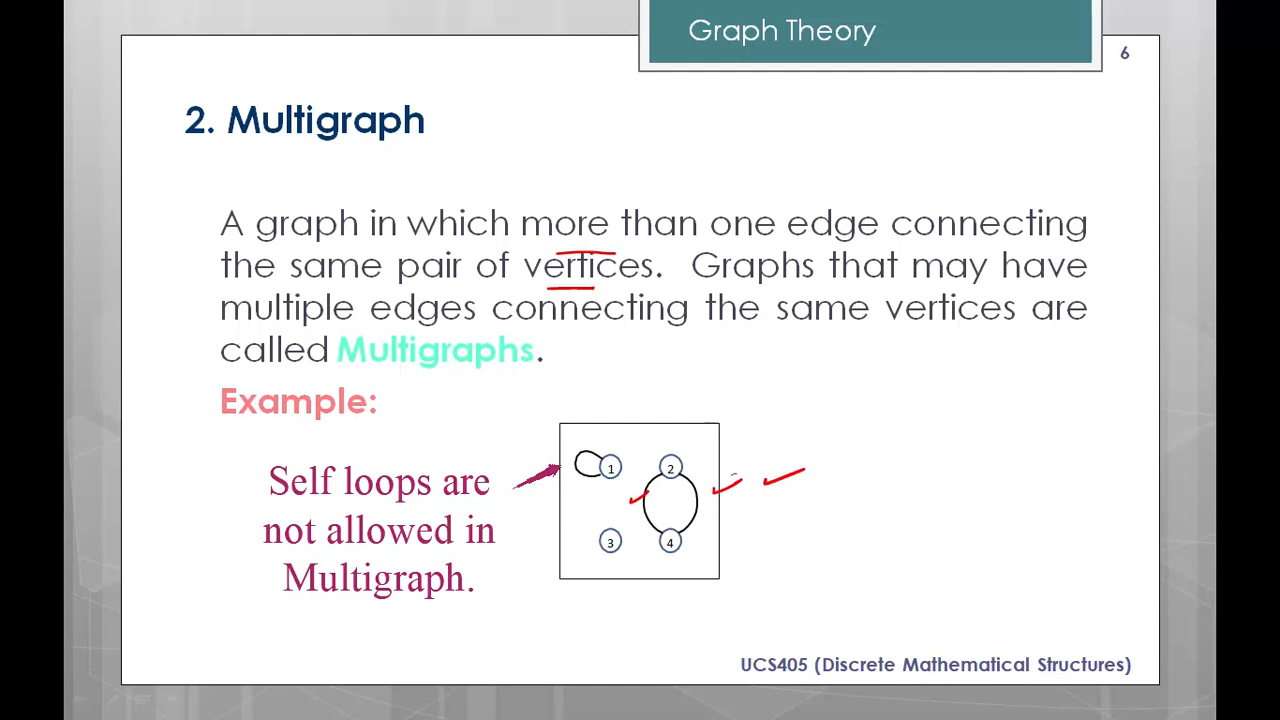 Graph Theory
6
2. Multigraph
A graph in which more than one edge connecting
the same pair of vertices. Graphs that may have
multiple edges connecting the same vertices are
called Multigraphs.
Example:
Self loops are
not allowed in
Multigraph.
1 2
3 4
UCS405 (Discrete Mathematical Structures)